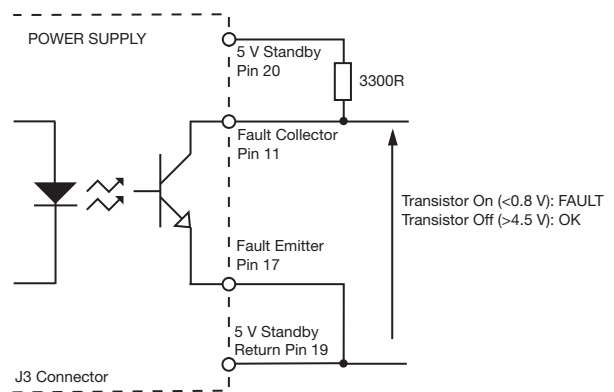 POWER SUPPLY
5 V Standby
Pin 20
3300R
Fault Collector
Pin 11
Transistor On (<0.8 V): FAULT
Transistor Off (>4.5 V): OK
Fault Emitter
Pin 17
5 V Standby
Return Pin 19
J3 Connector